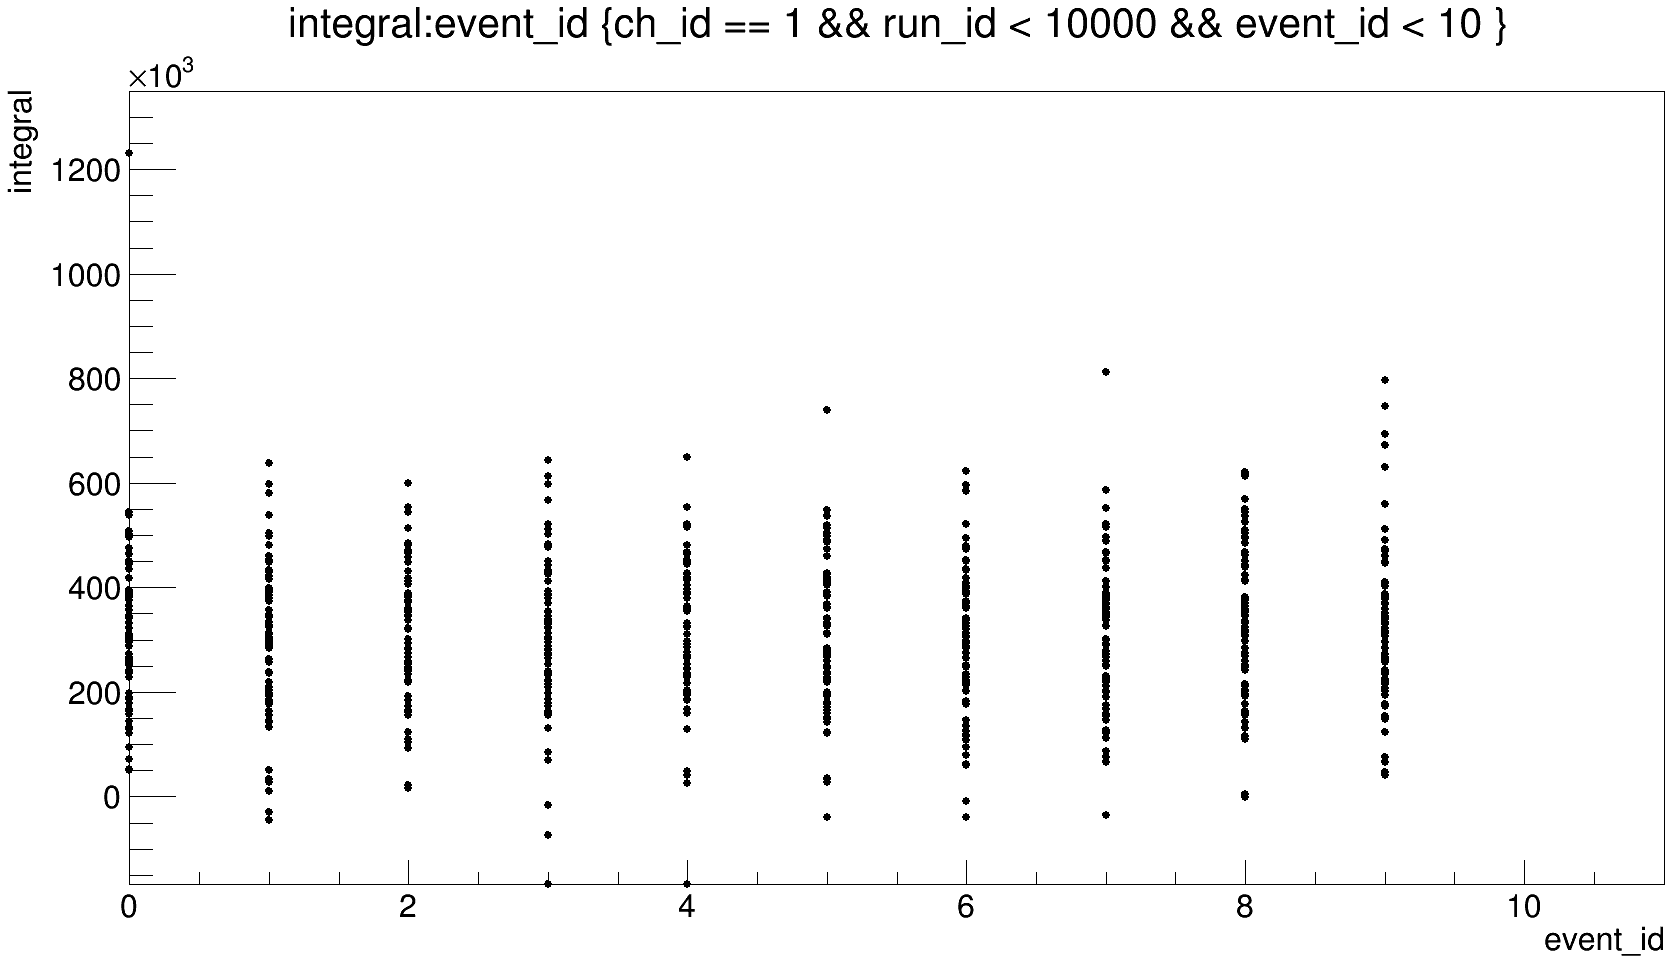 integral:event_id {ch_id == 1 && run_id < 10000 && event_id < 10 }
×10³
integral
1200
1000
800
600
400
200
0
0 2 4 6 8 10
event_id